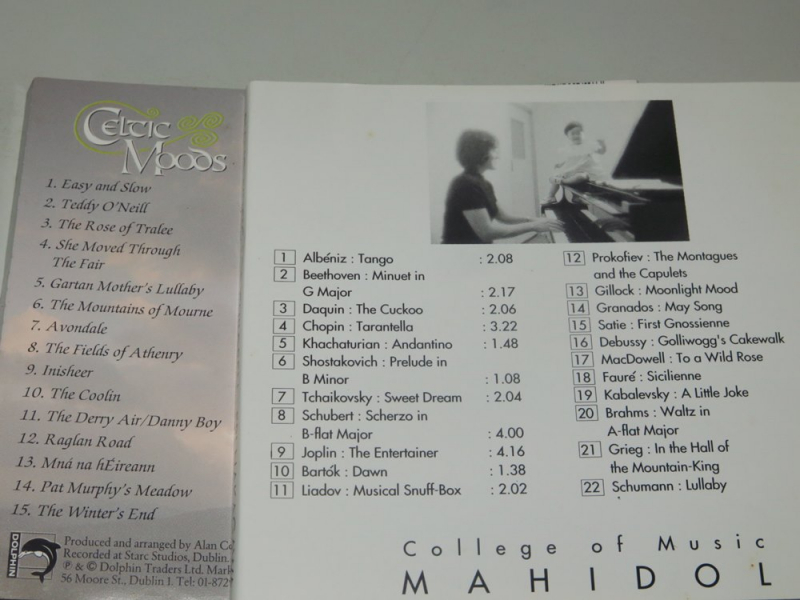 Celtic
Moods
1. Easy and Slow
2. Teddy O'Neill
3. The Rose of Tralee
4. She Moved Through
The Fair
5. Gartan Mother's Lullaby
6. The Mountains of Mourne
7. Avondale
8. The Fields of Athenry
9. Inisheer
10. The Coolin
11. The Derry Air/Danny Boy
12. Raglan Road
13. Mná na hÉireann
14. Pat Murphy's Meadow
15. The Winter's End
DOLPHIN
Produced and arranged by Alan
Recorded at Starc Studios, Dublin.
℗ & © Dolphin Traders Ltd.
56 Moore St., Dublin 1. Tel: 01-872
1 Albéniz : Tango : 2.08
2 Beethoven : Minuet in
G Major : 2.17
3 Daquin : The Cuckoo : 2.06
4 Chopin : Tarantella : 3.22
5 Khachaturian : Andantino : 1.48
6 Shostakovich : Prelude in
B Minor : 1.08
7 Tchaikovsky : Sweet Dream : 2.04
8 Schubert : Scherzo in
B-flat Major : 4.00
9 Joplin : The Entertainer : 4.16
10 Bartók : Dawn : 1.38
11 Liadov : Musical Snuff-Box : 2.02
12 Prokofiev : The Montagues
and the Capulets
13 Gillock : Moonlight Mood
14 Granados : May Song
15 Satie : First Gnossienne
16 Debussy : Golliwogg's Cakewalk
17 MacDowell : To a Wild Rose
18 Fauré : Sicilienne
19 Kabalevsky : A Little Joke
20 Brahms : Waltz in
A-flat Major
21 Grieg : In the Hall of
the Mountain-King
22 Schumann : Lullaby
College of Music
MAHIDOL